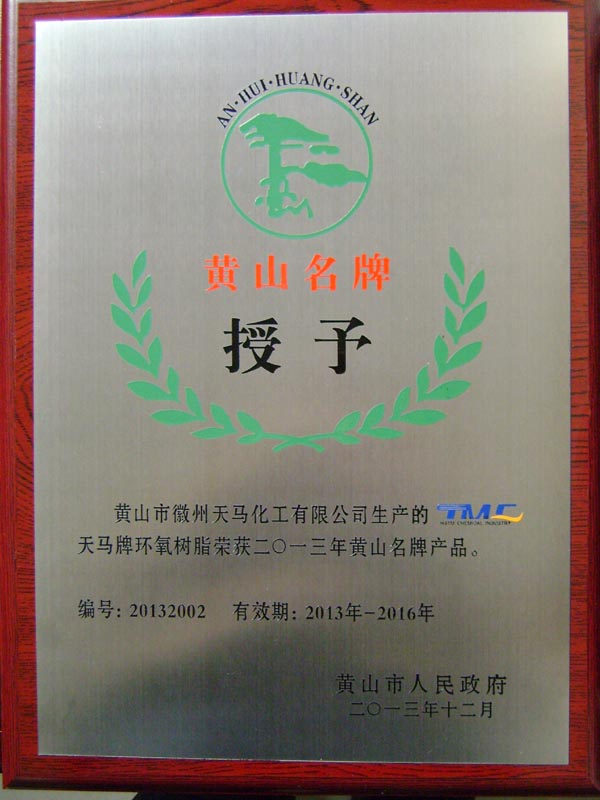 AN·HUI·HUANG·SHAN
黄山名牌
授予
黄山市徽州天马化工有限公司生产的 TMC
天马牌环氧树脂荣获二〇一三年黄山名牌产品。
编号: 20132002 有效期: 2013年-2016年
黄山市人民政府
二〇一三年十二月